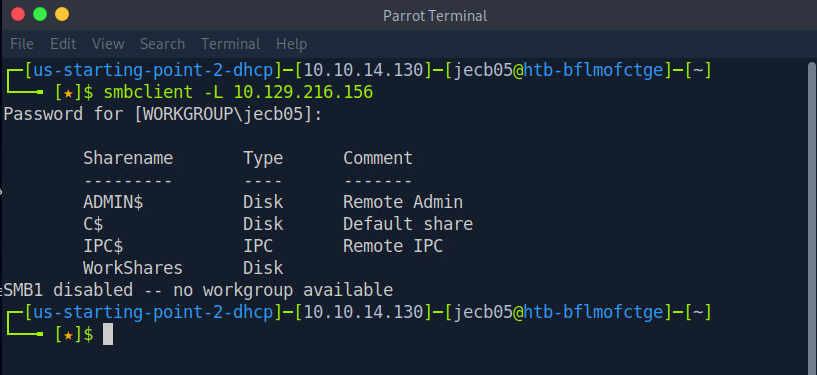 Parrot Terminal
File Edit View Search Terminal Help
┌─[us-starting-point-2-dhcp]─[10.10.14.130]─[jecb05@htb-bflmofctge]─[~]
└──╼ [★]$ smbclient -L 10.129.216.156
Password for [WORKGROUP\jecb05]:
Sharename Type Comment
--------- ---- -------
ADMIN$ Disk Remote Admin
C$ Disk Default share
IPC$ IPC Remote IPC
WorkShares Disk
SMB1 disabled -- no workgroup available
┌─[us-starting-point-2-dhcp]─[10.10.14.130]─[jecb05@htb-bflmofctge]─[~]
└──╼ [★]$